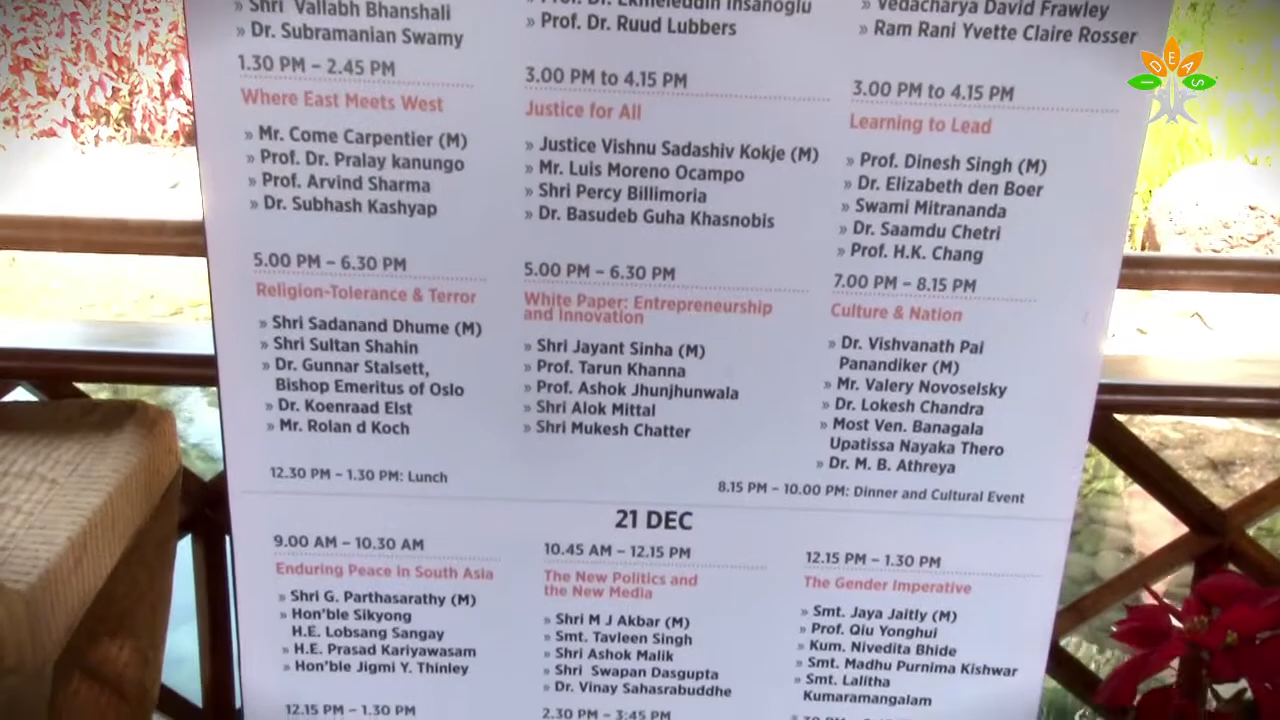 » Shri Vallabh Bhanshali
» Dr. Subramanian Swamy
1.30 PM – 2.45 PM
Where East Meets West
» Mr. Come Carpentier (M)
» Prof. Dr. Pralay kanungo
» Prof. Arvind Sharma
» Dr. Subhash Kashyap
5.00 PM – 6.30 PM
Religion-Tolerance & Terror
» Shri Sadanand Dhume (M)
» Shri Sultan Shahin
» Dr. Gunnar Stalsett,
Bishop Emeritus of Oslo
» Dr. Koenraad Elst
» Mr. Rolan d Koch
12.30 PM – 1.30 PM: Lunch
» Prof. Dr. Ekmeleddin Ihsanoglu
» Prof. Dr. Ruud Lubbers
3.00 PM to 4.15 PM
Justice for All
» Justice Vishnu Sadashiv Kokje (M)
» Mr. Luis Moreno Ocampo
» Shri Percy Billimoria
» Dr. Basudeb Guha Khasnobis
5.00 PM – 6.30 PM
White Paper: Entrepreneurship
and Innovation
» Shri Jayant Sinha (M)
» Prof. Tarun Khanna
» Prof. Ashok Jhunjhunwala
» Shri Alok Mittal
» Shri Mukesh Chatter
» Vedacharya David Frawley
» Ram Rani Yvette Claire Rosser
3.00 PM to 4.15 PM
Learning to Lead
» Prof. Dinesh Singh (M)
» Dr. Elizabeth den Boer
» Swami Mitrananda
» Dr. Saamdu Chetri
» Prof. H.K. Chang
7.00 PM – 8.15 PM
Culture & Nation
» Dr. Vishvanath Pai
Panandiker (M)
» Mr. Valery Novoselsky
» Dr. Lokesh Chandra
» Most Ven. Banagala
Upatissa Nayaka Thero
» Dr. M. B. Athreya
8.15 PM – 10.00 PM: Dinner and Cultural Event
21 DEC
9.00 AM – 10.30 AM
Enduring Peace in South Asia
» Shri G. Parthasarathy (M)
» Hon'ble Sikyong
H.E. Lobsang Sangay
» H.E. Prasad Kariyawasam
» Hon'ble Jigmi Y. Thinley
12.15 PM – 1.30 PM
10.45 AM – 12.15 PM
The New Politics and
the New Media
» Shri M J Akbar (M)
» Smt. Tavleen Singh
» Shri Ashok Malik
» Shri Swapan Dasgupta
» Dr. Vinay Sahasrabuddhe
2.30 PM – 3:45 PM
12.15 PM – 1.30 PM
The Gender Imperative
» Smt. Jaya Jaitly (M)
» Prof. Qiu Yonghui
» Kum. Nivedita Bhide
» Smt. Madhu Purnima Kishwar
» Smt. Lalitha
Kumaramangalam
IDEAS